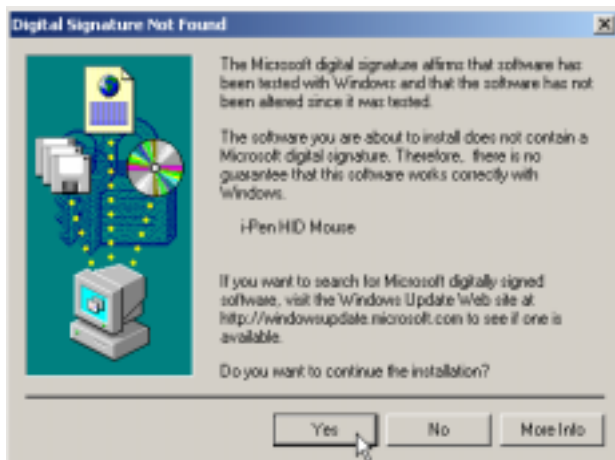 Digital Signature Not Found
The Microsoft digital signature affirms that software has
been tested with Windows and that the software has not
been altered since it was tested.
The software you are about to install does not contain a
Microsoft digital signature. Therefore, there is no
guarantee that this software works correctly with
Windows.
i-Pen HID Mouse
If you want to search for Microsoft digitally signed
software, visit the Windows Update Web site at
http://windowsupdate.microsoft.com to see if one is
available.
Do you want to continue the installation?
Yes No More Info